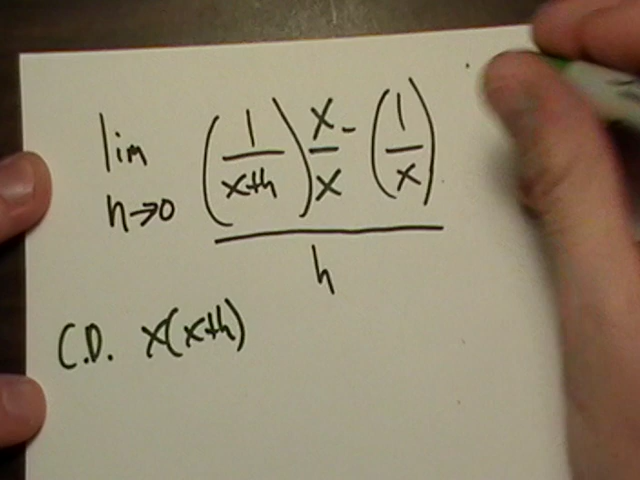 lim h→0 (1/(x+h)) x/x - (1/x)
h
C.D. x(x+h)